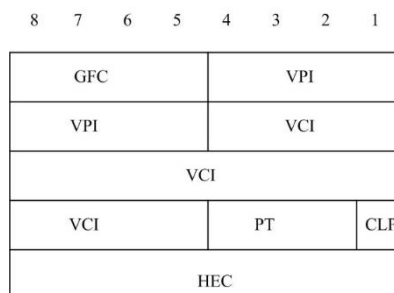 8 7 6 5 4 3 2 1
GFC VPI
VPI VCI
VCI
VCI PT CLP
HEC